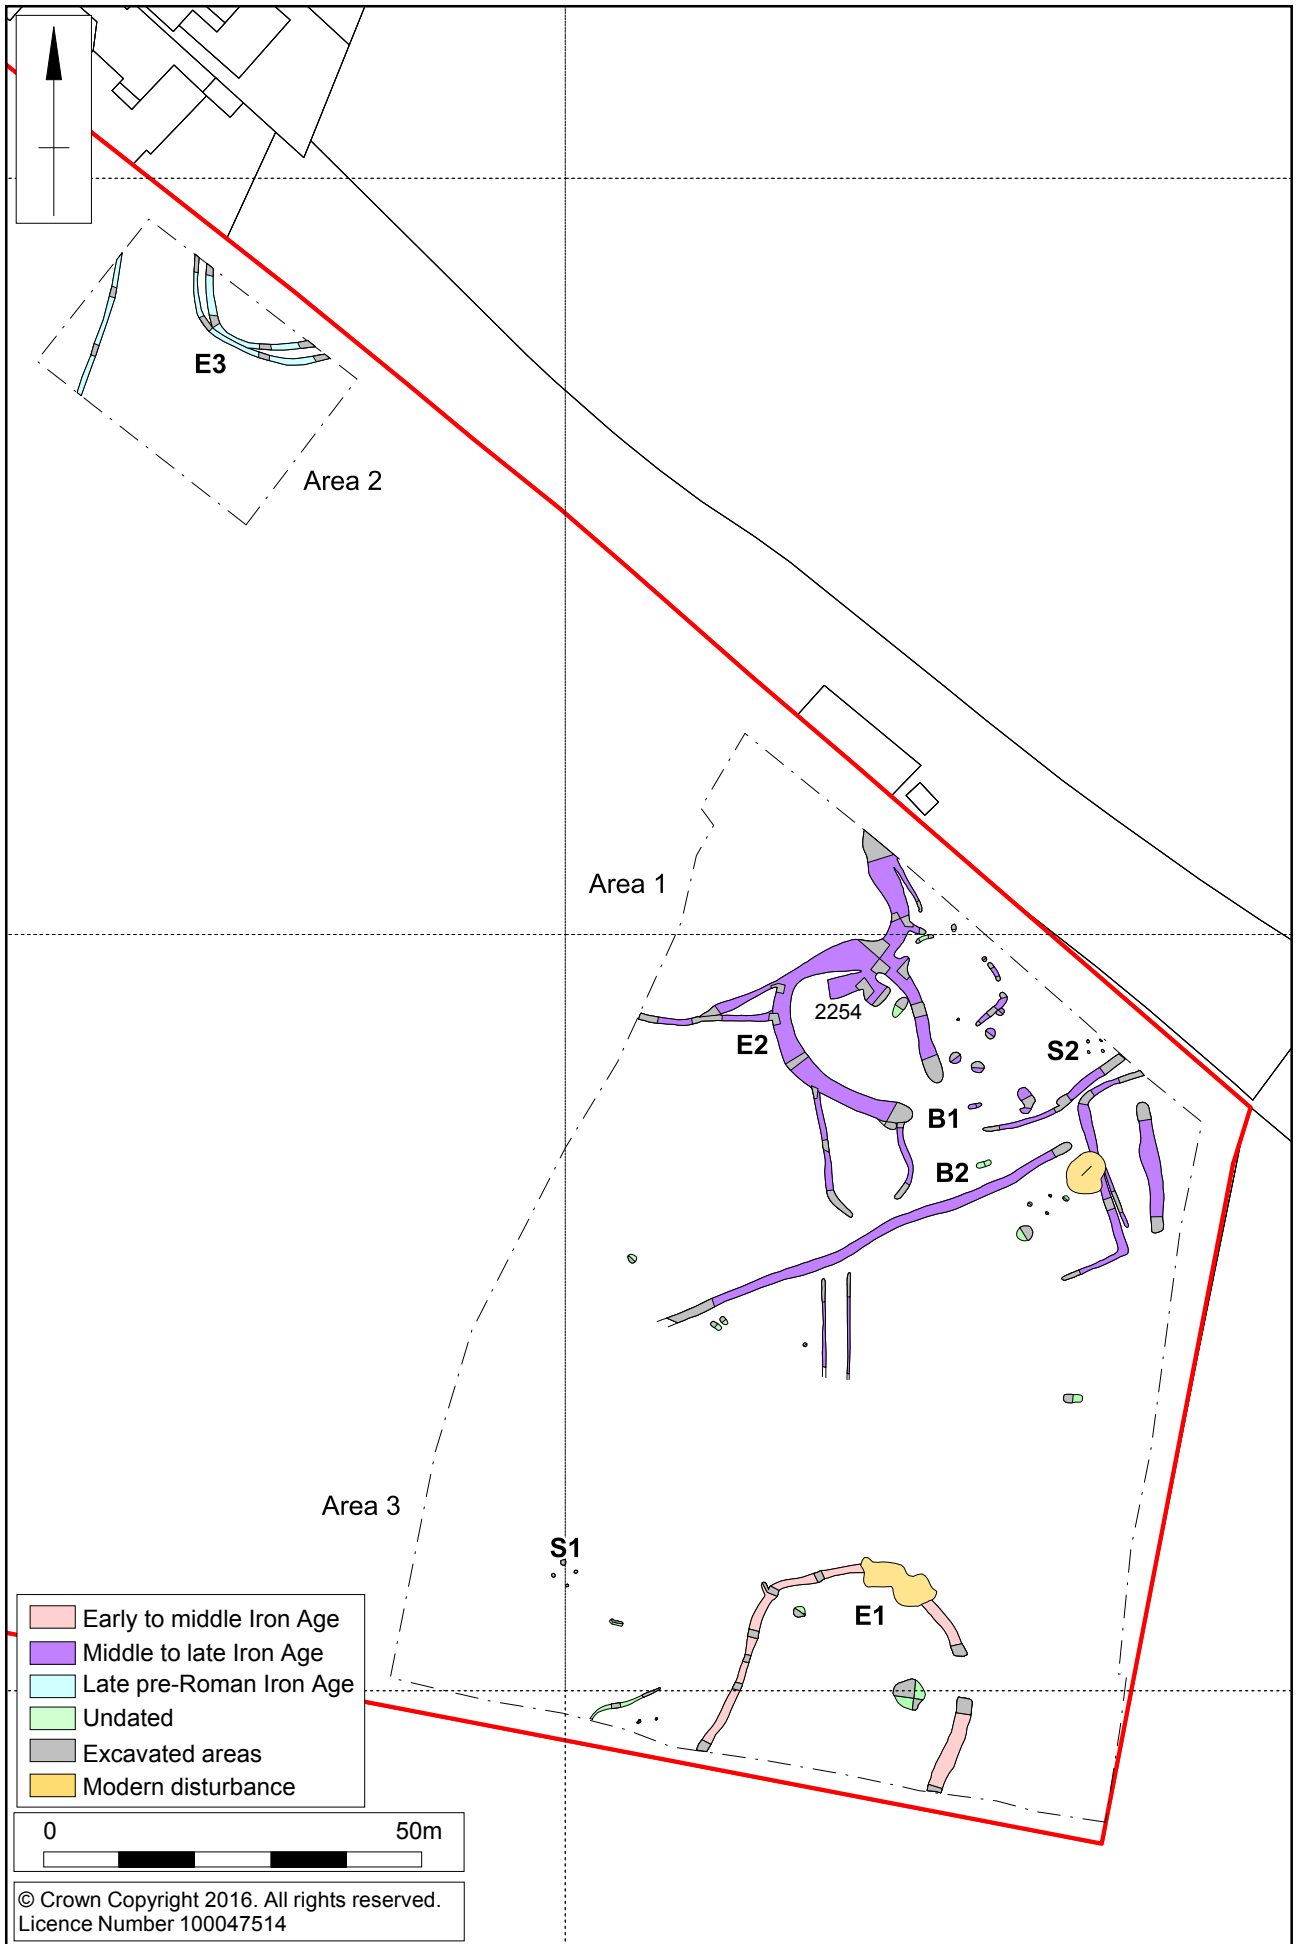 E3
Area 2
Area 1
2254
E2
S2
B1
B2
Area 3
S1
E1
Early to middle Iron Age
Middle to late Iron Age
Late pre-Roman Iron Age
Undated
Excavated areas
Modern disturbance
0 50m
© Crown Copyright 2016. All rights reserved.
Licence Number 100047514